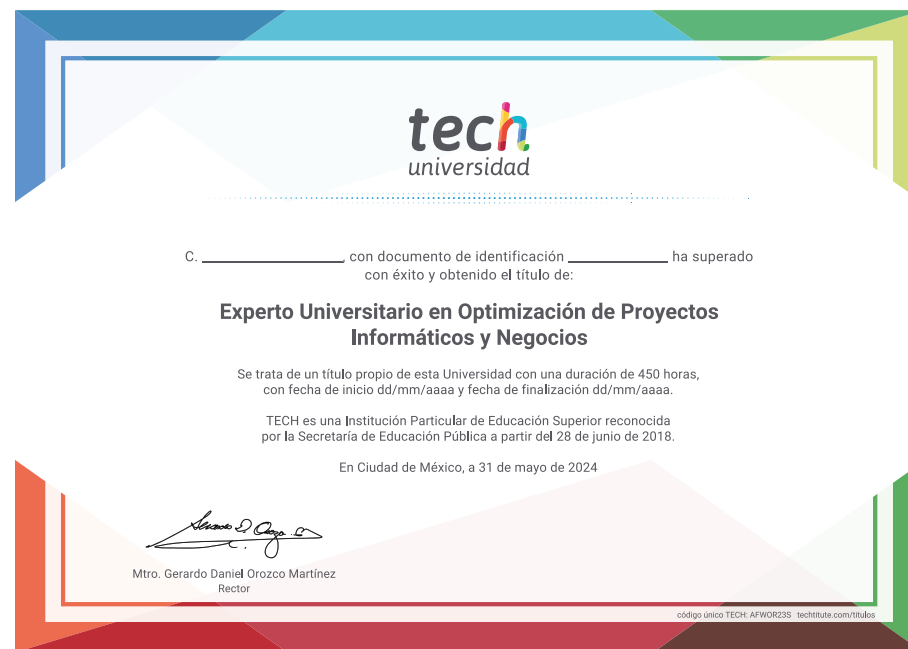 tech
universidad
C. ____________, con documento de identificación ____________ ha superado
con éxito y obtenido el título de:
Experto Universitario en Optimización de Proyectos
Informáticos y Negocios
Se trata de un título propio de esta Universidad con una duración de 450 horas,
con fecha de inicio dd/mm/aaaa y fecha de finalización dd/mm/aaaa.
TECH es una Institución Particular de Educación Superior reconocida
por la Secretaría de Educación Pública a partir del 28 de junio de 2018.
En Ciudad de México, a 31 de mayo de 2024
Mtro. Gerardo Daniel Orozco Martínez
Rector
código único TECH: AFWOR23S techtitute.com/titulos